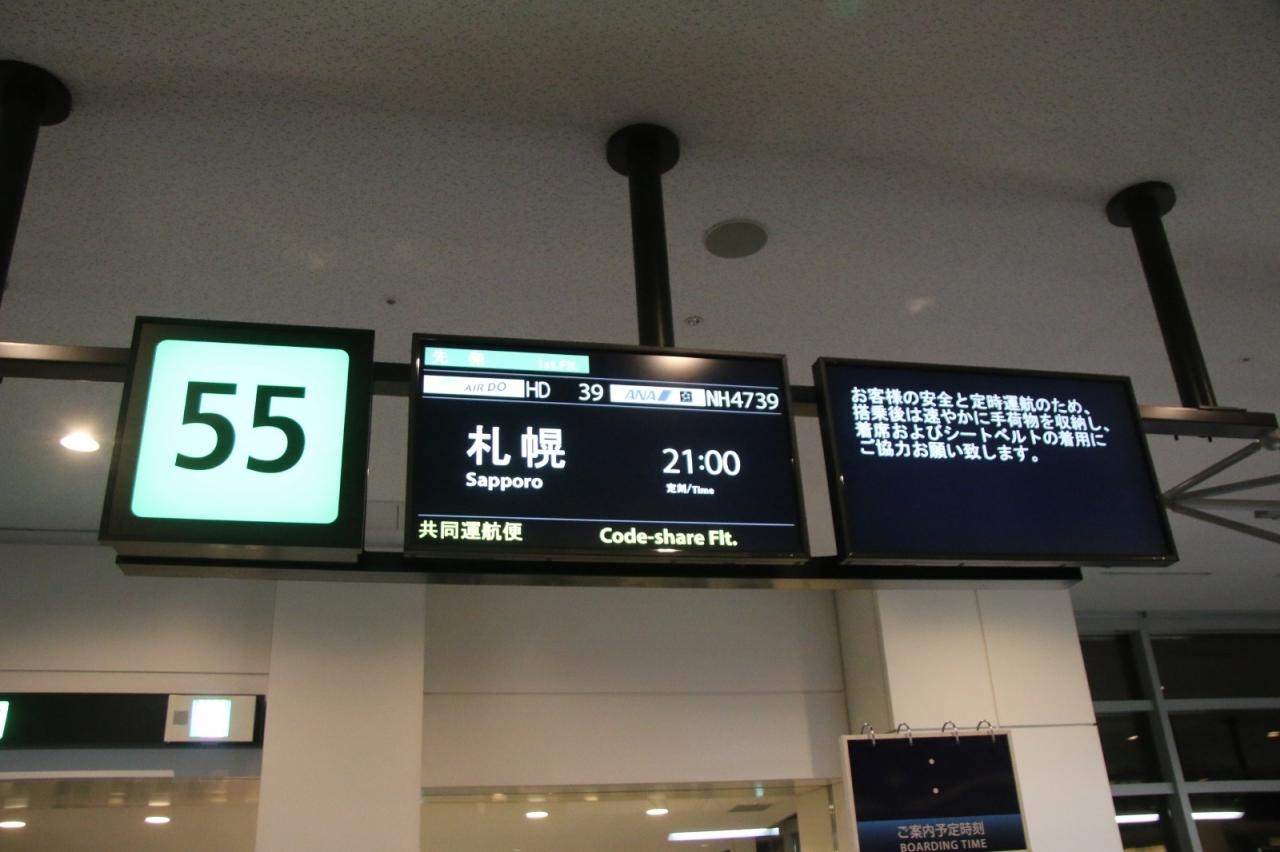 55
先 発 1st Flt.
AIR DO HD 39 ANA NH4739
札幌 21:00
Sapporo 定刻/Time
共同運航便 Code-share Flt.
お客様の安全と定時運航のため、
搭乗後は速やかに手荷物を収納し、
着席およびシートベルトの着用に
ご協力お願い致します。
ご案内予定時刻
BOARDING TIME